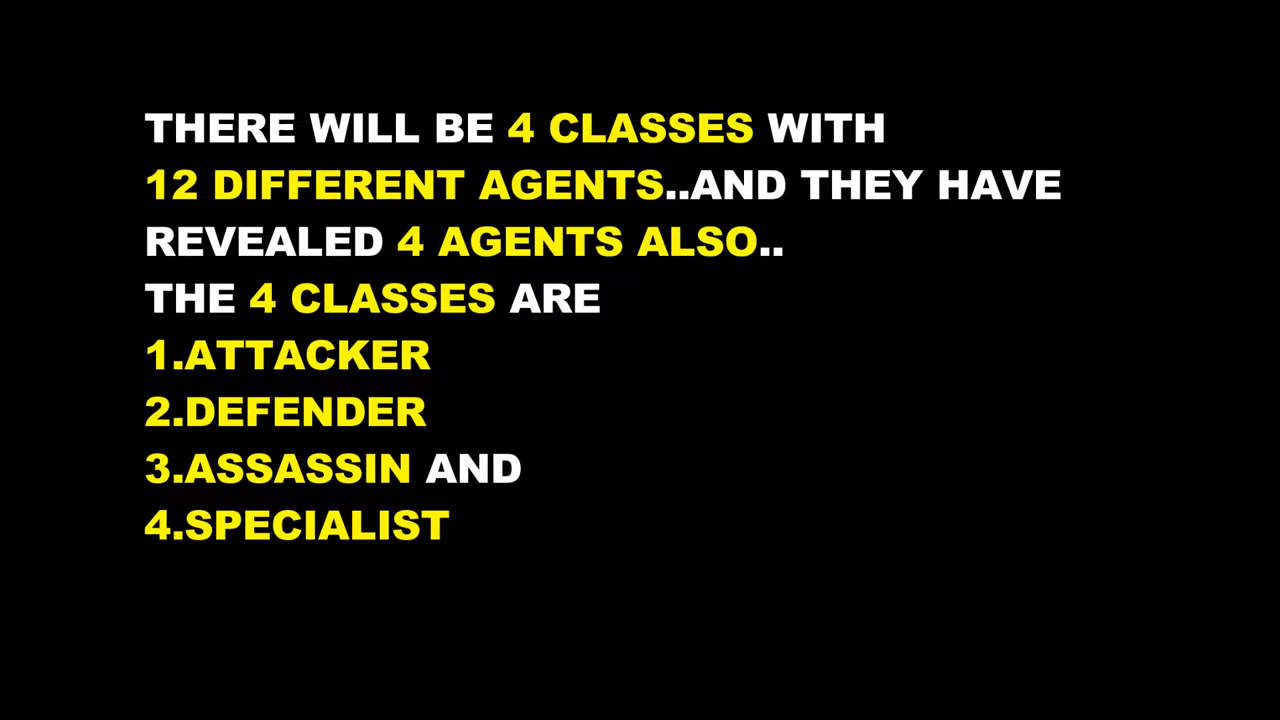 THERE WILL BE 4 CLASSES WITH
12 DIFFERENT AGENTS..AND THEY HAVE
REVEALED 4 AGENTS ALSO..
THE 4 CLASSES ARE
1.ATTACKER
2.DEFENDER
3.ASSASSIN AND
4.SPECIALIST